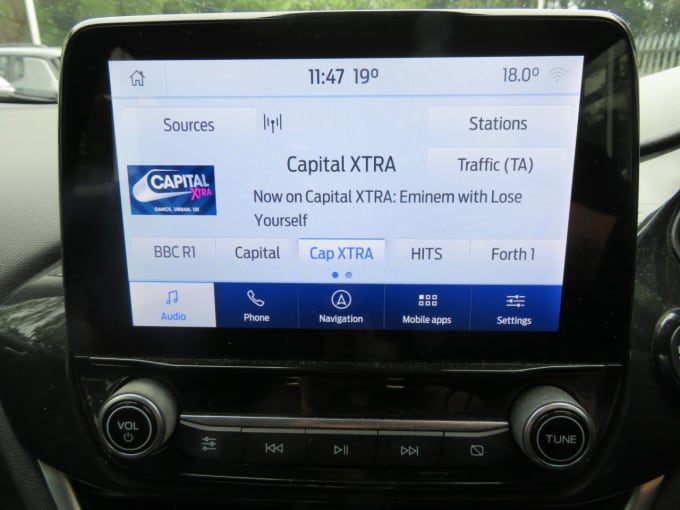 11:47 19º
18.0º
Sources
Stations
Capital XTRA
Traffic (TA)
CAPITAL
XTRA
DANCE. URBAN. UK
Now on Capital XTRA: Eminem with Lose
Yourself
BBC R1
Capital
Cap XTRA
HITS
Forth 1
Audio
Phone
Navigation
Mobile apps
Settings
VOL
TUNE